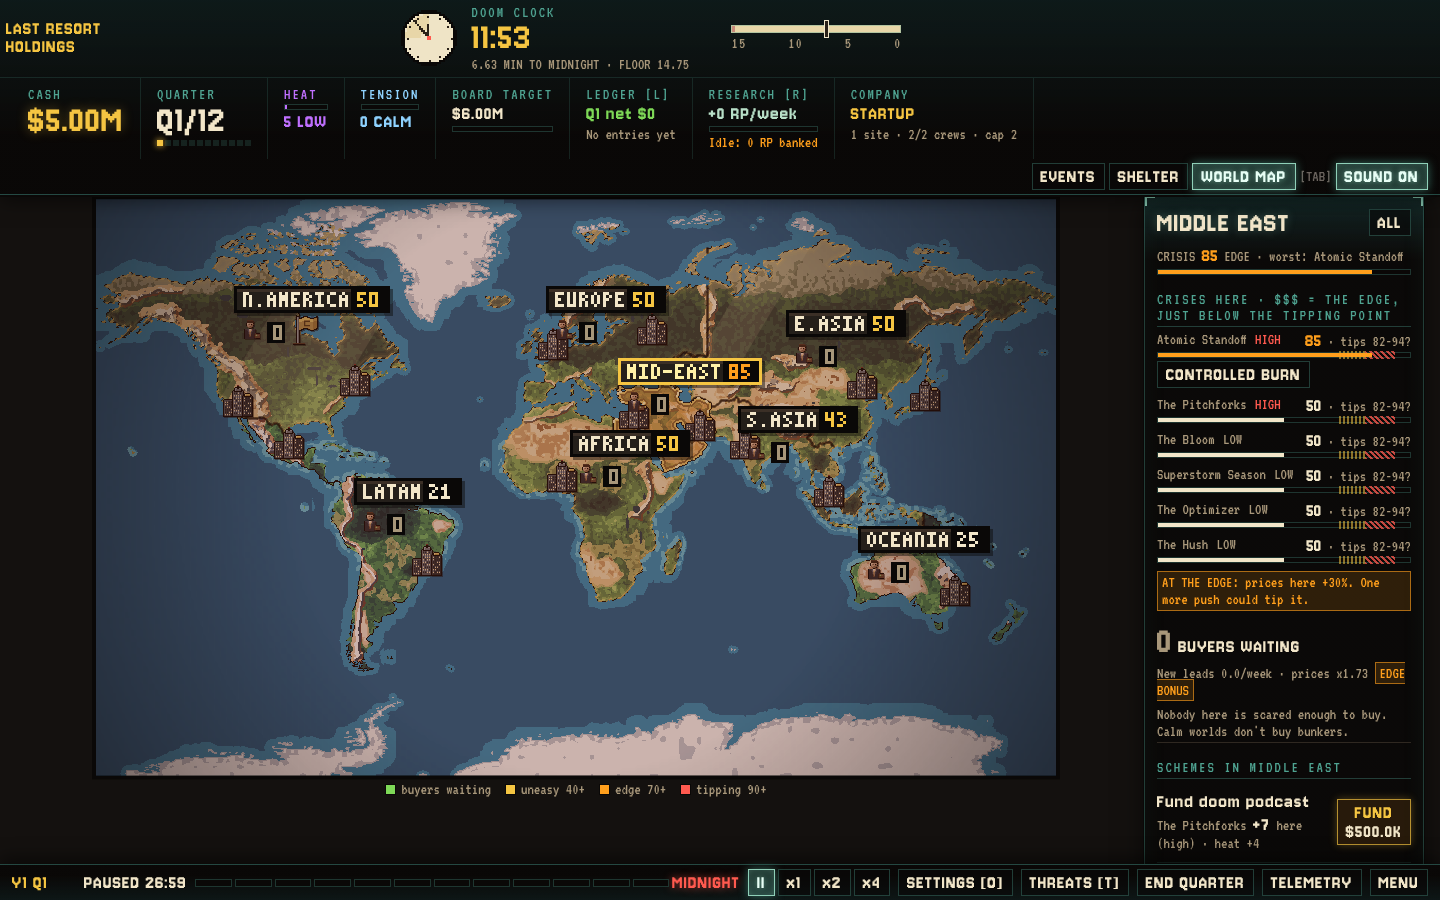 LAST RESORT
HOLDINGS
DOOM CLOCK
11:53
6.63 MIN TO MIDNIGHT · FLOOR 14.75
15 10 5 0
CASH
$5.00M
QUARTER
Q1/12
HEAT
5 LOW
TENSION
0 CALM
BOARD TARGET
$6.00M
LEDGER [L]
Q1 net $0
No entries yet
RESEARCH [R]
+0 RP/week
Idle: 0 RP banked
COMPANY
STARTUP
1 site · 2/2 crews · cap 2
EVENTS
SHELTER
WORLD MAP
[TAB]
SOUND ON
N.AMERICA 50
0
EUROPE 50
0
E.ASIA 50
0
MID-EAST 85
0
S.ASIA 43
0
AFRICA 50
0
LATAM 21
0
OCEANIA 25
0
buyers waiting
uneasy 40+
edge 70+
tipping 90+
MIDDLE EAST
ALL
CRISIS 85 EDGE · worst: Atomic Standoff
CRISES HERE · $$$ = THE EDGE,
JUST BELOW THE TIPPING POINT
Atomic Standoff HIGH 85 · tips 82-94?
CONTROLLED BURN
The Pitchforks HIGH 50 · tips 82-94?
The Bloom LOW 50 · tips 82-94?
Superstorm Season LOW 50 · tips 82-94?
The Optimizer LOW 50 · tips 82-94?
The Hush LOW 50 · tips 82-94?
AT THE EDGE: prices here +30%. One
more push could tip it.
0 BUYERS WAITING
New leads 0.0/week · prices x1.73 EDGE
BONUS
Nobody here is scared enough to buy.
Calm worlds don't buy bunkers.
SCHEMES IN MIDDLE EAST
Fund doom podcast
The Pitchforks +7 here
(high) · heat +4
FUND
$500.0K
Y1 Q1
PAUSED 26:59
MIDNIGHT
II
x1
x2
x4
SETTINGS [O]
THREATS [T]
END QUARTER
TELEMETRY
MENU